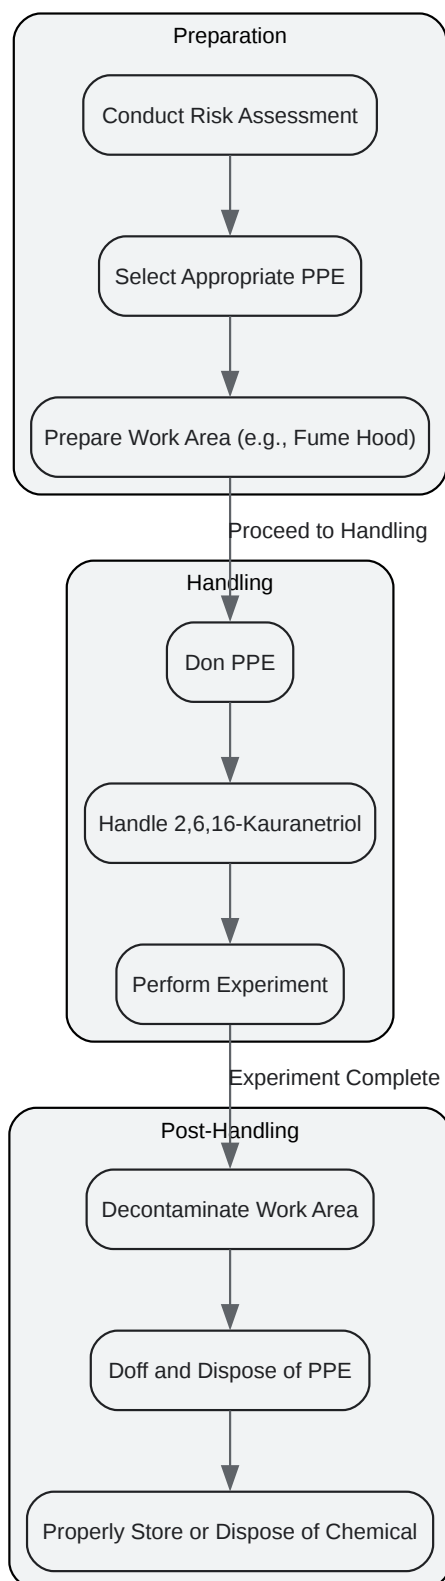 Preparation
Conduct Risk Assessment
Select Appropriate PPE
Prepare Work Area (e.g., Fume Hood)
Proceed to Handling
Handling
Don PPE
Handle 2,6,16-Kauranetriol
Perform Experiment
Experiment Complete
Post-Handling
Decontaminate Work Area
Doff and Dispose of PPE
Properly Store or Dispose of Chemical